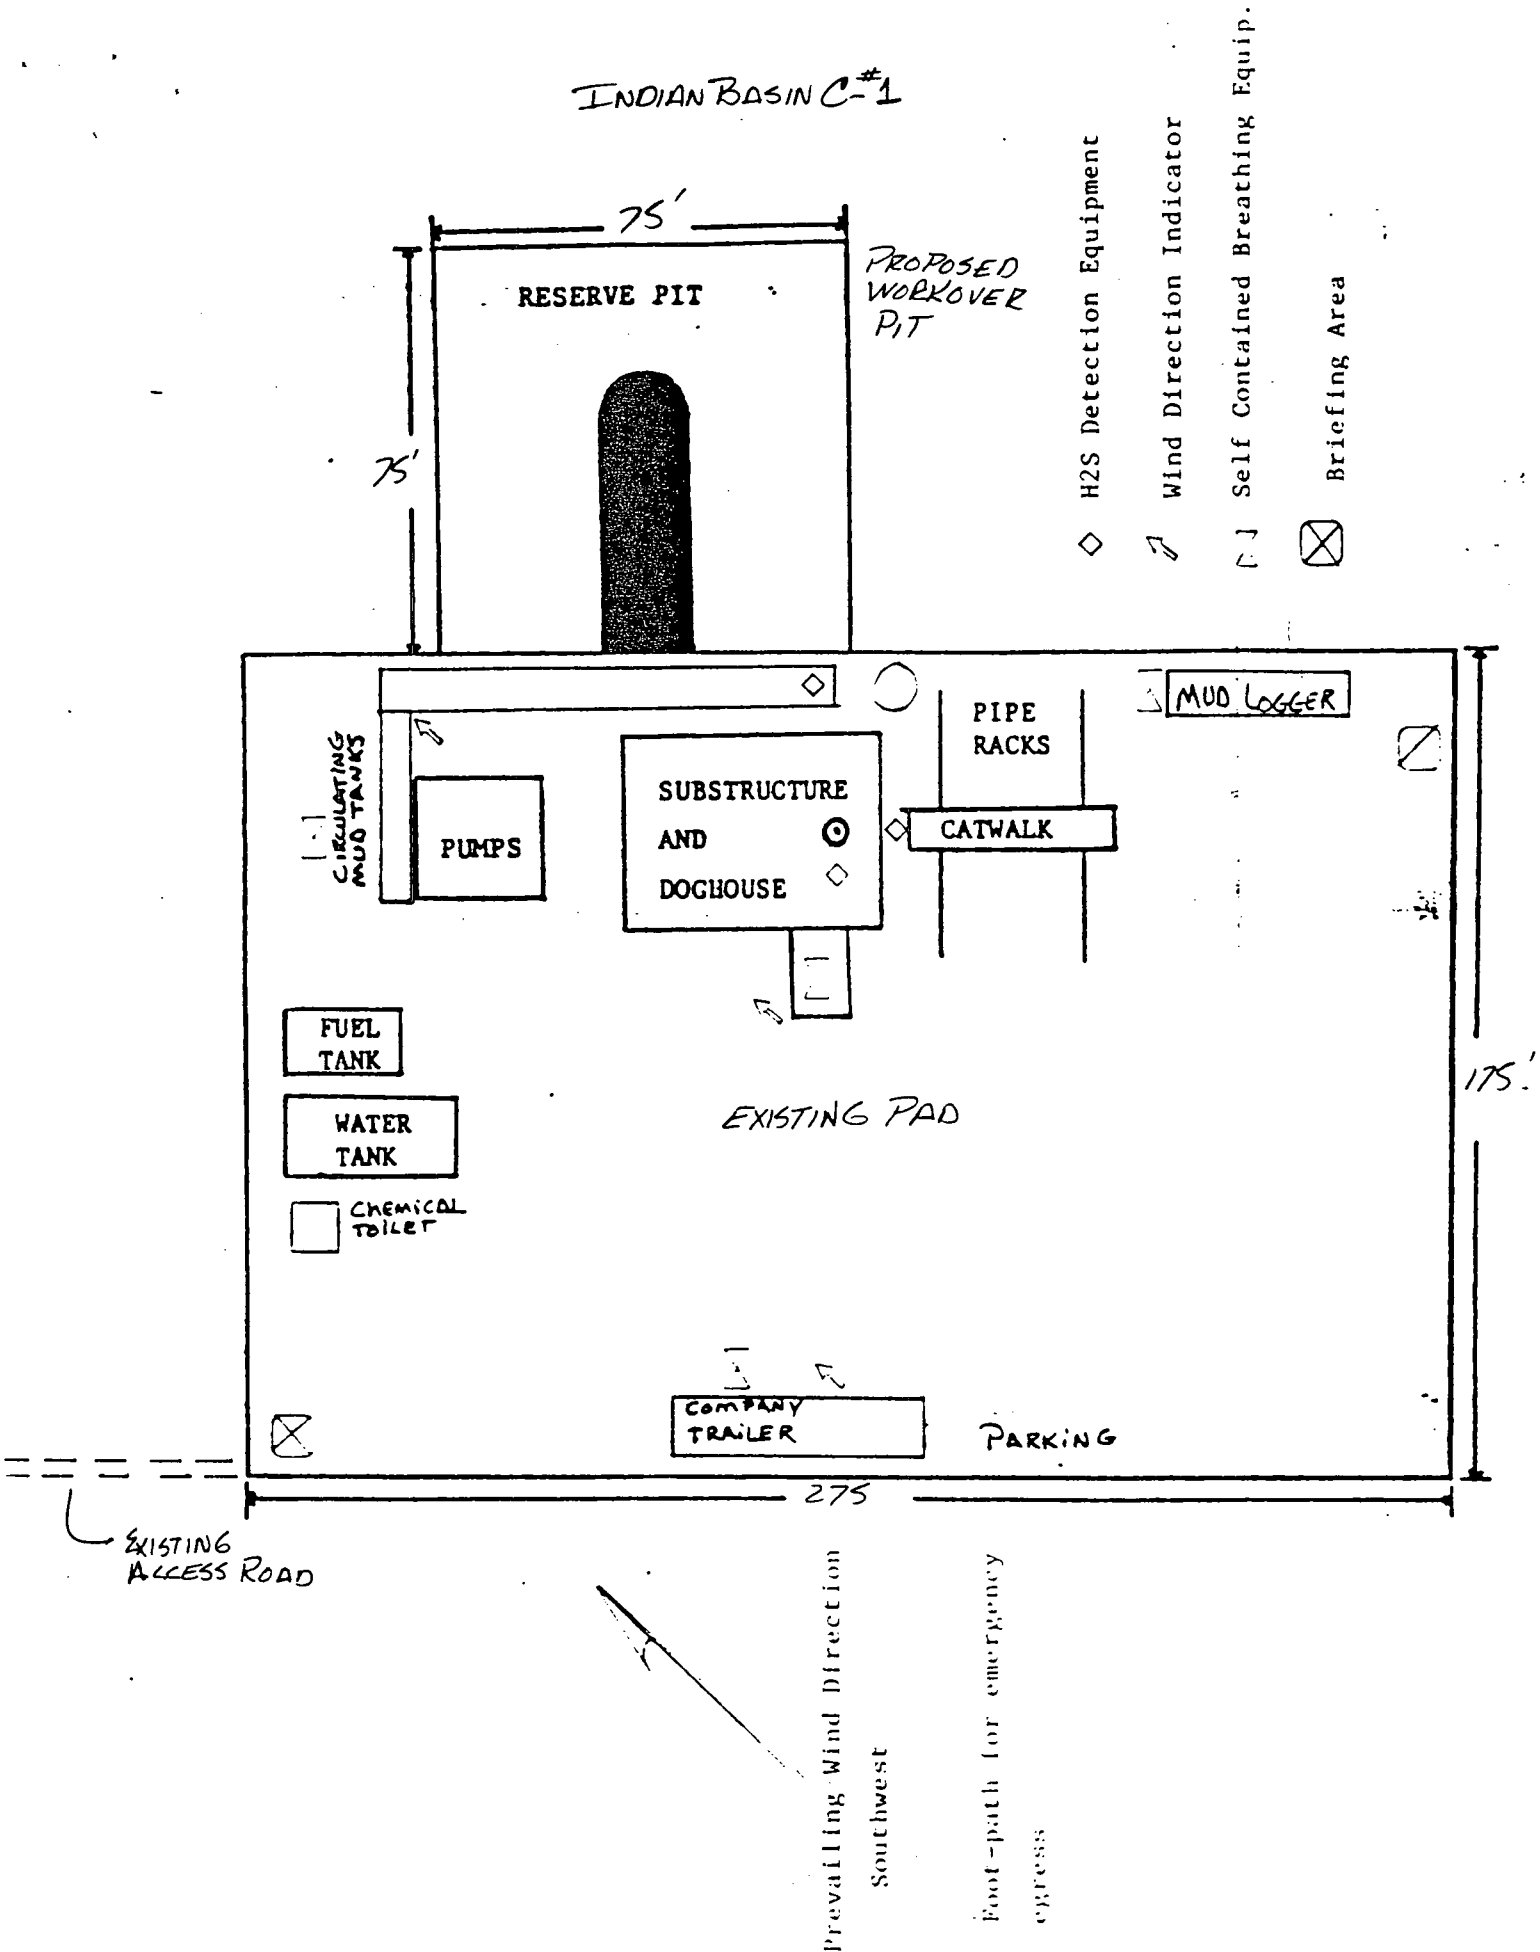 INDIAN BASIN C-#1
75'
RESERVE PIT
PROPOSED
WORKOVER
PIT
75'
H2S Detection Equipment
Wind Direction Indicator
Self Contained Breathing Equip.
Briefing Area
CIRCULATING
MUD TANKS
PUMPS
SUBSTRUCTURE
AND
DOGHOUSE
PIPE
RACKS
CATWALK
MUD LOGGER
FUEL
TANK
WATER
TANK
CHEMICAL
TOILET
EXISTING PAD
175'
COMPANY
TRAILER
PARKING
275
EXISTING
ACCESS ROAD
Prevailing Wind Direction
Southwest
Foot-path for emergency
egress